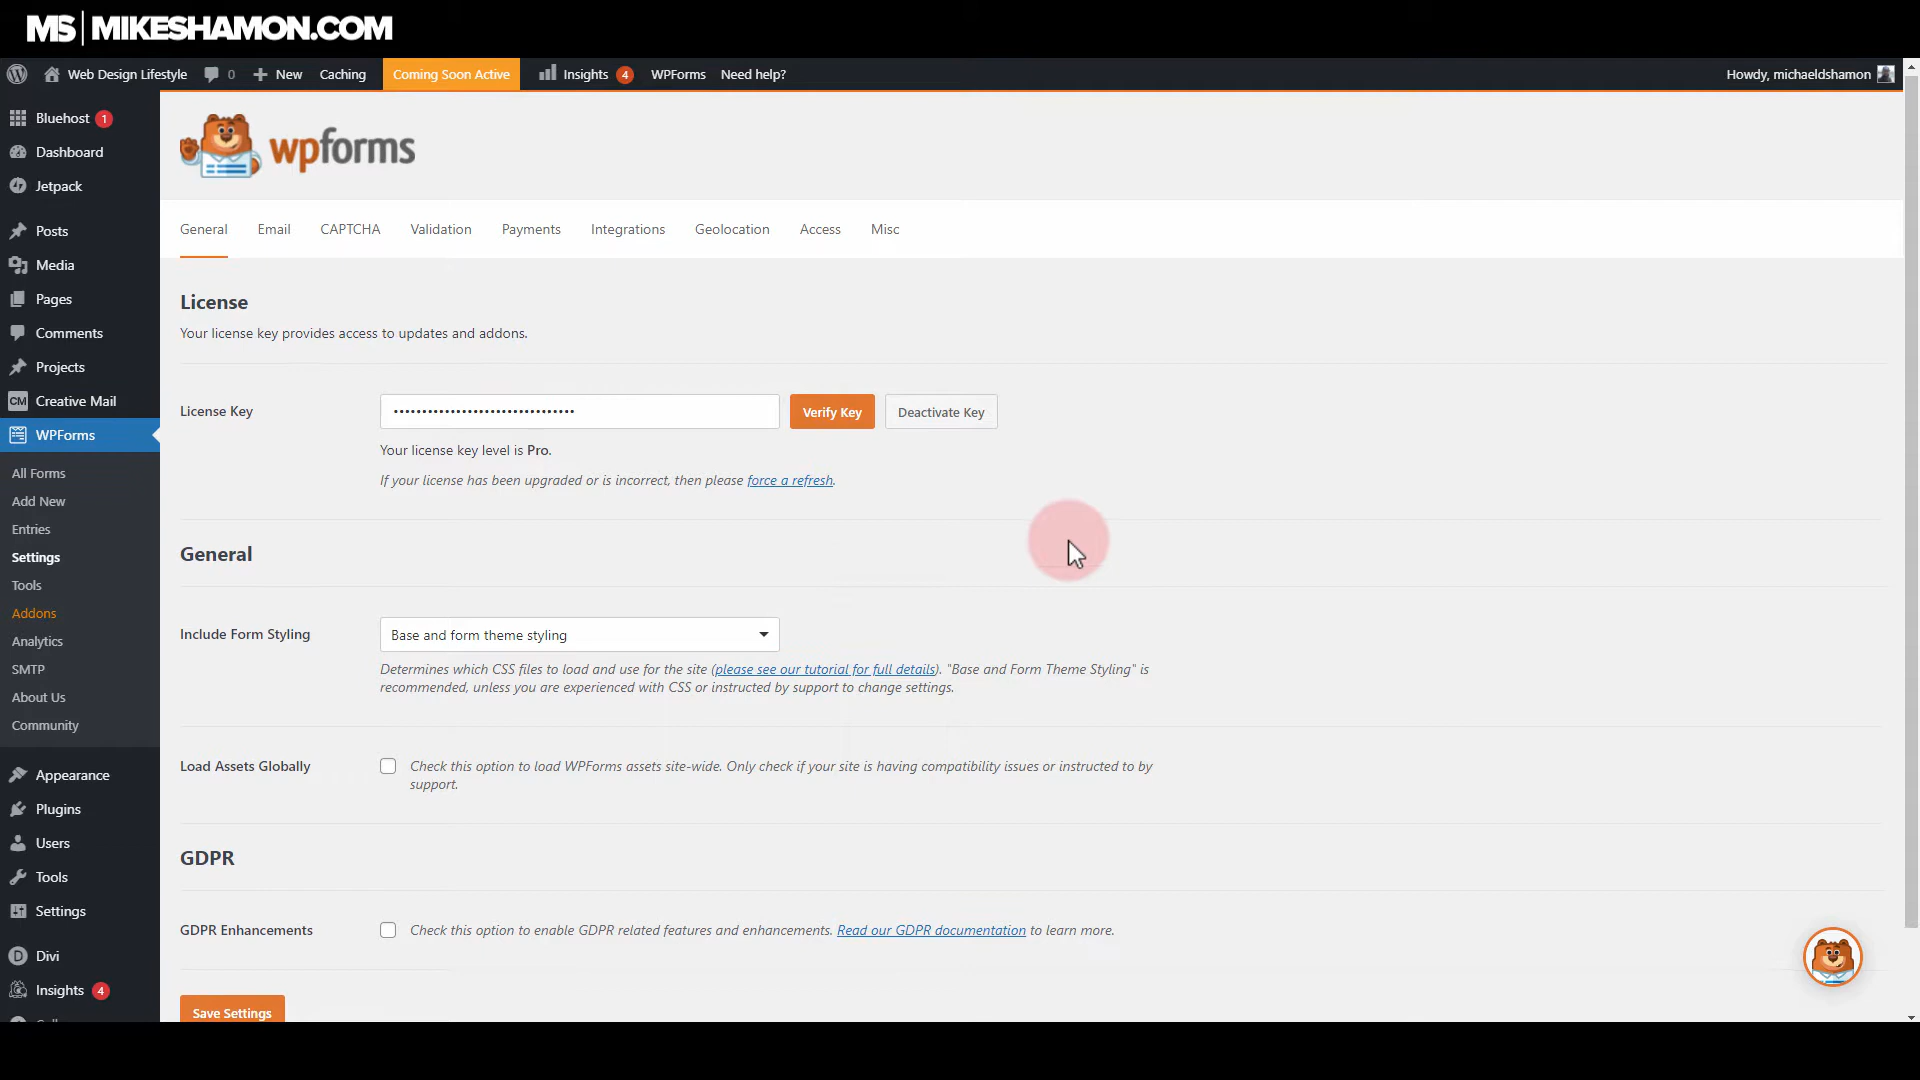 MS | MIKESHAMON.COM
Web Design Lifestyle 0 New Caching Coming Soon Active Insights 4 WPForms Need help? Howdy, michaeldshamon
Bluehost 1
Dashboard
Jetpack
Posts
Media
Pages
Comments
Projects
CM Creative Mail
WPForms
All Forms
Add New
Entries
Settings
Tools
Addons
Analytics
SMTP
About Us
Community
Appearance
Plugins
Users
Tools
Settings
D Divi
Insights 4
wpforms
General Email CAPTCHA Validation Payments Integrations Geolocation Access Misc
License
Your license key provides access to updates and addons.
License Key •••••••••••••••••••••••••••••••• Verify Key Deactivate Key
Your license key level is Pro.
If your license has been upgraded or is incorrect, then please force a refresh.
General
Include Form Styling Base and form theme styling
Determines which CSS files to load and use for the site (please see our tutorial for full details). "Base and Form Theme Styling" is
recommended, unless you are experienced with CSS or instructed by support to change settings.
Load Assets Globally Check this option to load WPForms assets site-wide. Only check if your site is having compatibility issues or instructed to by
support.
GDPR
GDPR Enhancements Check this option to enable GDPR related features and enhancements. Read our GDPR documentation to learn more.
Save Settings